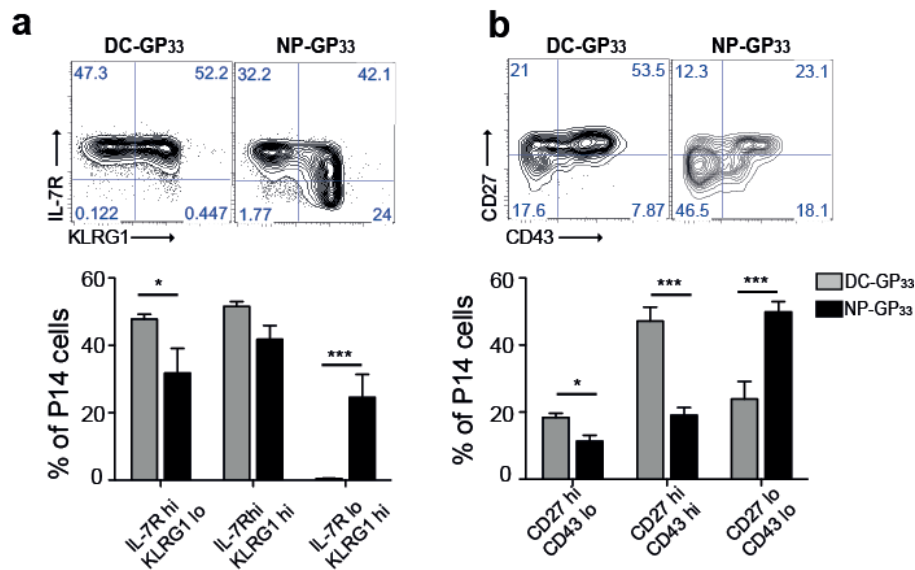 a
DC-GP33 NP-GP33
47.3 52.2 32.2 42.1
0.122 0.447 1.77 24
IL-7R
KLRG1
% of P14 cells
60
40
20
0
* ***
IL-7R hi
KLRG1 lo
IL-7Rhi
KLRG1 hi
IL-7R lo
KLRG1 hi
b
DC-GP33 NP-GP33
21 53.5 12.3 23.1
17.6 7.87 46.5 18.1
CD27
CD43
% of P14 cells
60
40
20
0
* *** ***
CD27 hi
CD43 lo
CD27 hi
CD43 hi
CD27 lo
CD43 lo
DC-GP33
NP-GP33